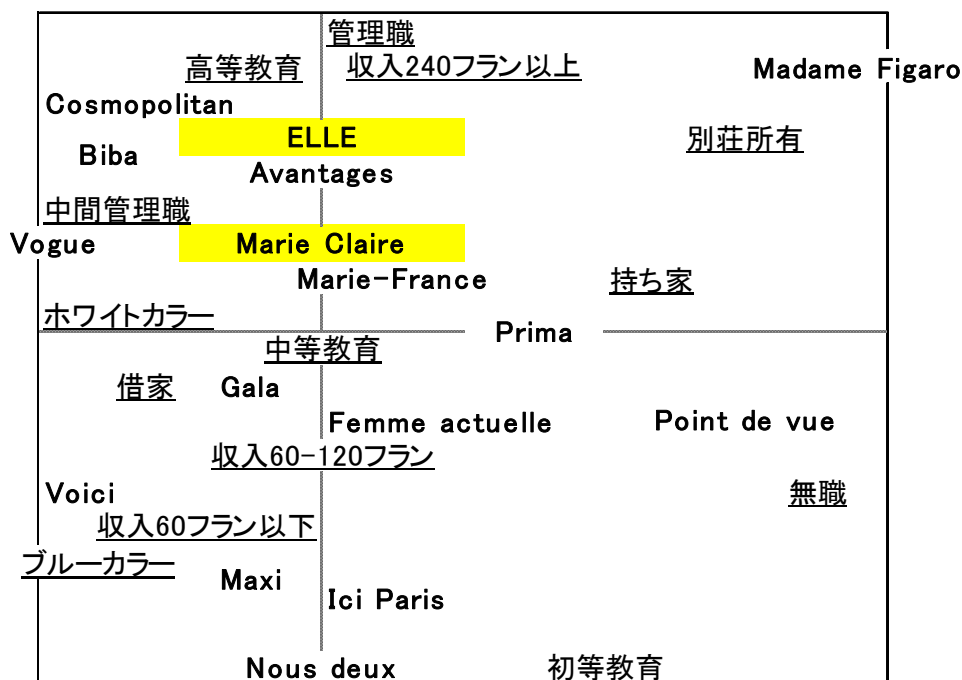 管理職
高等教育 収入240フラン以上 Madame Figaro
Cosmopolitan
ELLE 別荘所有
Biba
Avantages
中間管理職
Vogue Marie Claire
Marie-France 持ち家
ホワイトカラー
Prima
中等教育
借家 Gala
Femme actuelle Point de vue
収入60-120フラン
Voici 無職
収入60フラン以下
ブルーカラー
Maxi
Ici Paris
Nous deux 初等教育